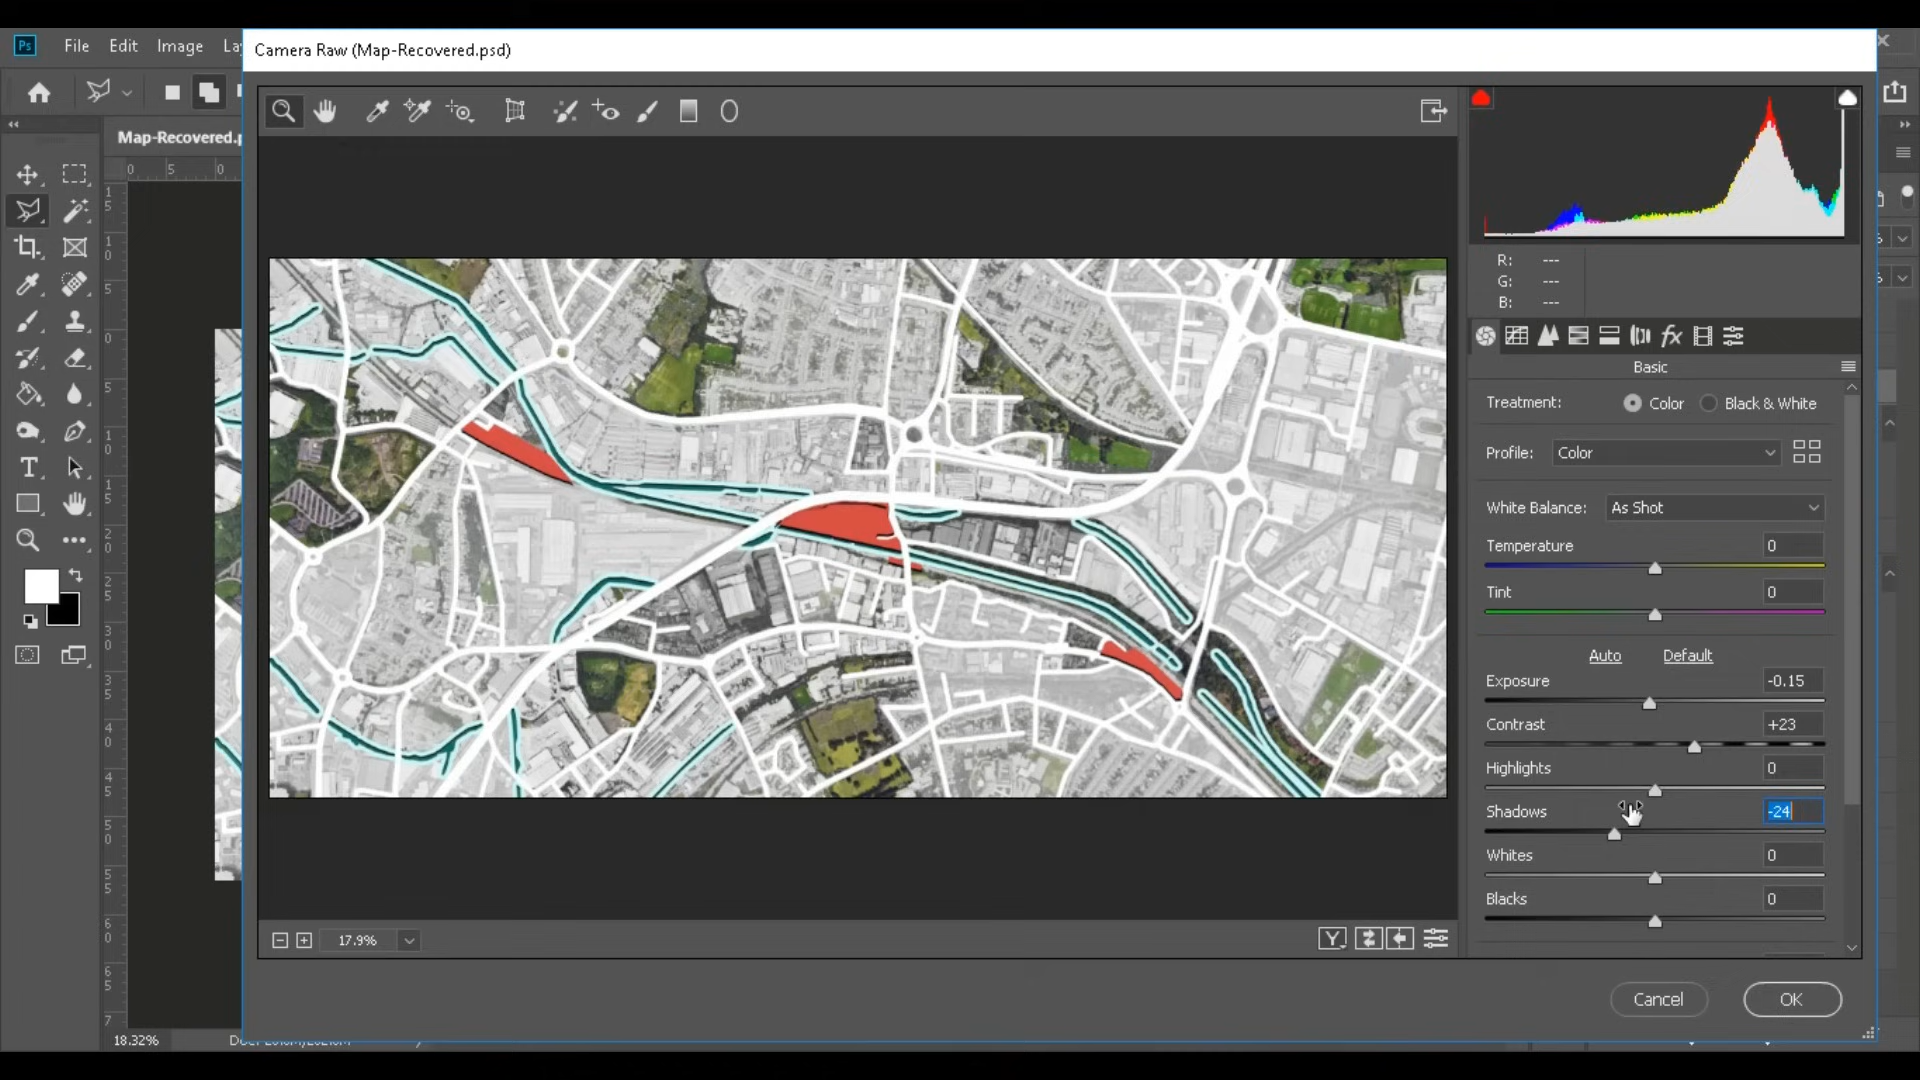 Ps File Edit Image La
Camera Raw (Map-Recovered.psd)
Map-Recovered.p
R: ---
G: ---
B: ---
Basic
Treatment: Color Black & White
Profile: Color
White Balance: As Shot
Temperature 0
Tint 0
Auto Default
Exposure -0.15
Contrast +23
Highlights 0
Shadows -24
Whites 0
Blacks 0
17.9%
Cancel OK
18.32%